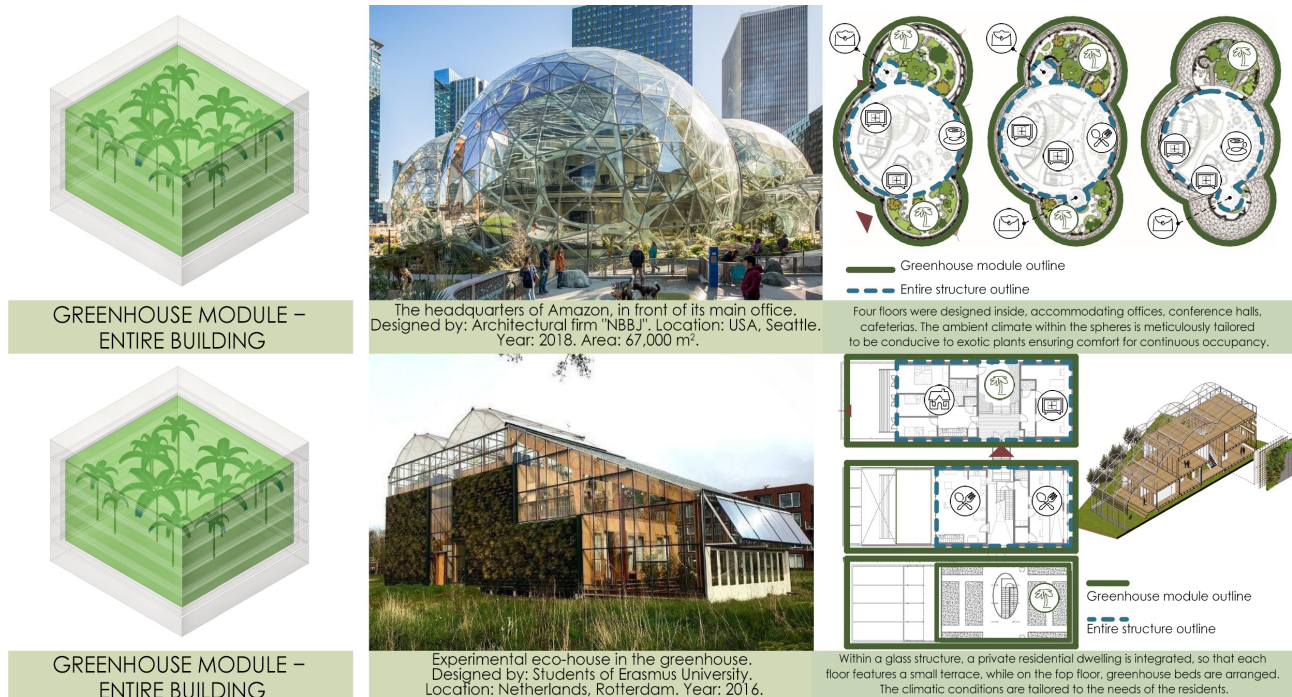 GREENHOUSE MODULE –
ENTIRE BUILDING
The headquarters of Amazon, in front of its main office.
Designed by: Architectural firm "NBBJ". Location: USA, Seattle.
Year: 2018. Area: 67,000 m².
Greenhouse module outline
Entire structure outline
Four floors were designed inside, accommodating offices, conference halls,
cafeterias. The ambient climate within the spheres is meticulously tailored
to be conducive to exotic plants ensuring comfort for continuous occupancy.
GREENHOUSE MODULE –
ENTIRE BUILDING
Experimental eco-house in the greenhouse.
Designed by: Students of Erasmus University.
Location: Netherlands, Rotterdam. Year: 2016.
Greenhouse module outline
Entire structure outline
Within a glass structure, a private residential dwelling is integrated, so that each
floor features a small terrace, while on the fop floor, greenhouse beds are arranged.
The climatic conditions are tailored to the needs of the residents.